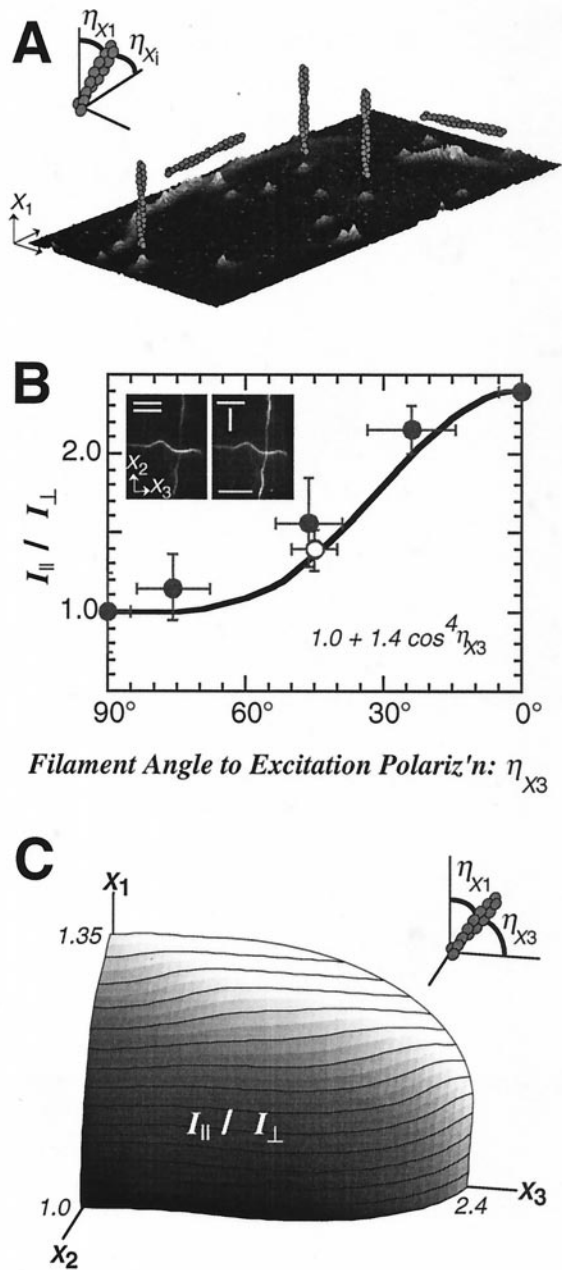 A
ηX1
ηXi
X1
B
X2
X3
I|| / I⊥
2.0
1.0
1.0 + 1.4 cos⁴ηX3
90° 60° 30° 0°
Filament Angle to Excitation Polariz'n: ηX3
C
X1
ηX1
ηX3
1.35
I|| / I⊥
1.0
2.4
X3
X2